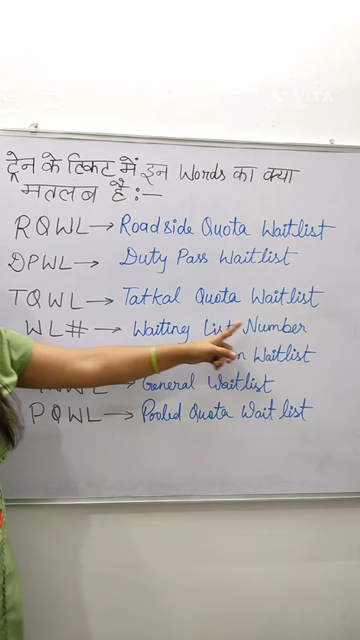 VITA
ट्रेन के टिकट में इन Words का क्या
मतलब है:-
RQWL → Roadside Quota Waitlist
DPWL → Duty Pass Waitlist
TQWL → Tatkal Quota Waitlist
WL# → Waiting List Number
Waitlist
General Waitlist
PQWL → Pooled Quota Wait list